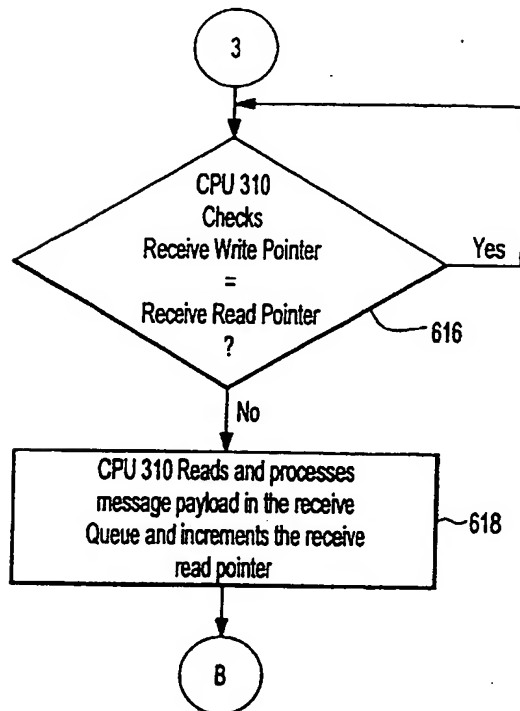 3
CPU 310
Checks
Receive Write Pointer
=
Receive Read Pointer
?
Yes
616
No
CPU 310 Reads and processes
message payload in the receive
Queue and increments the receive
read pointer
618
B